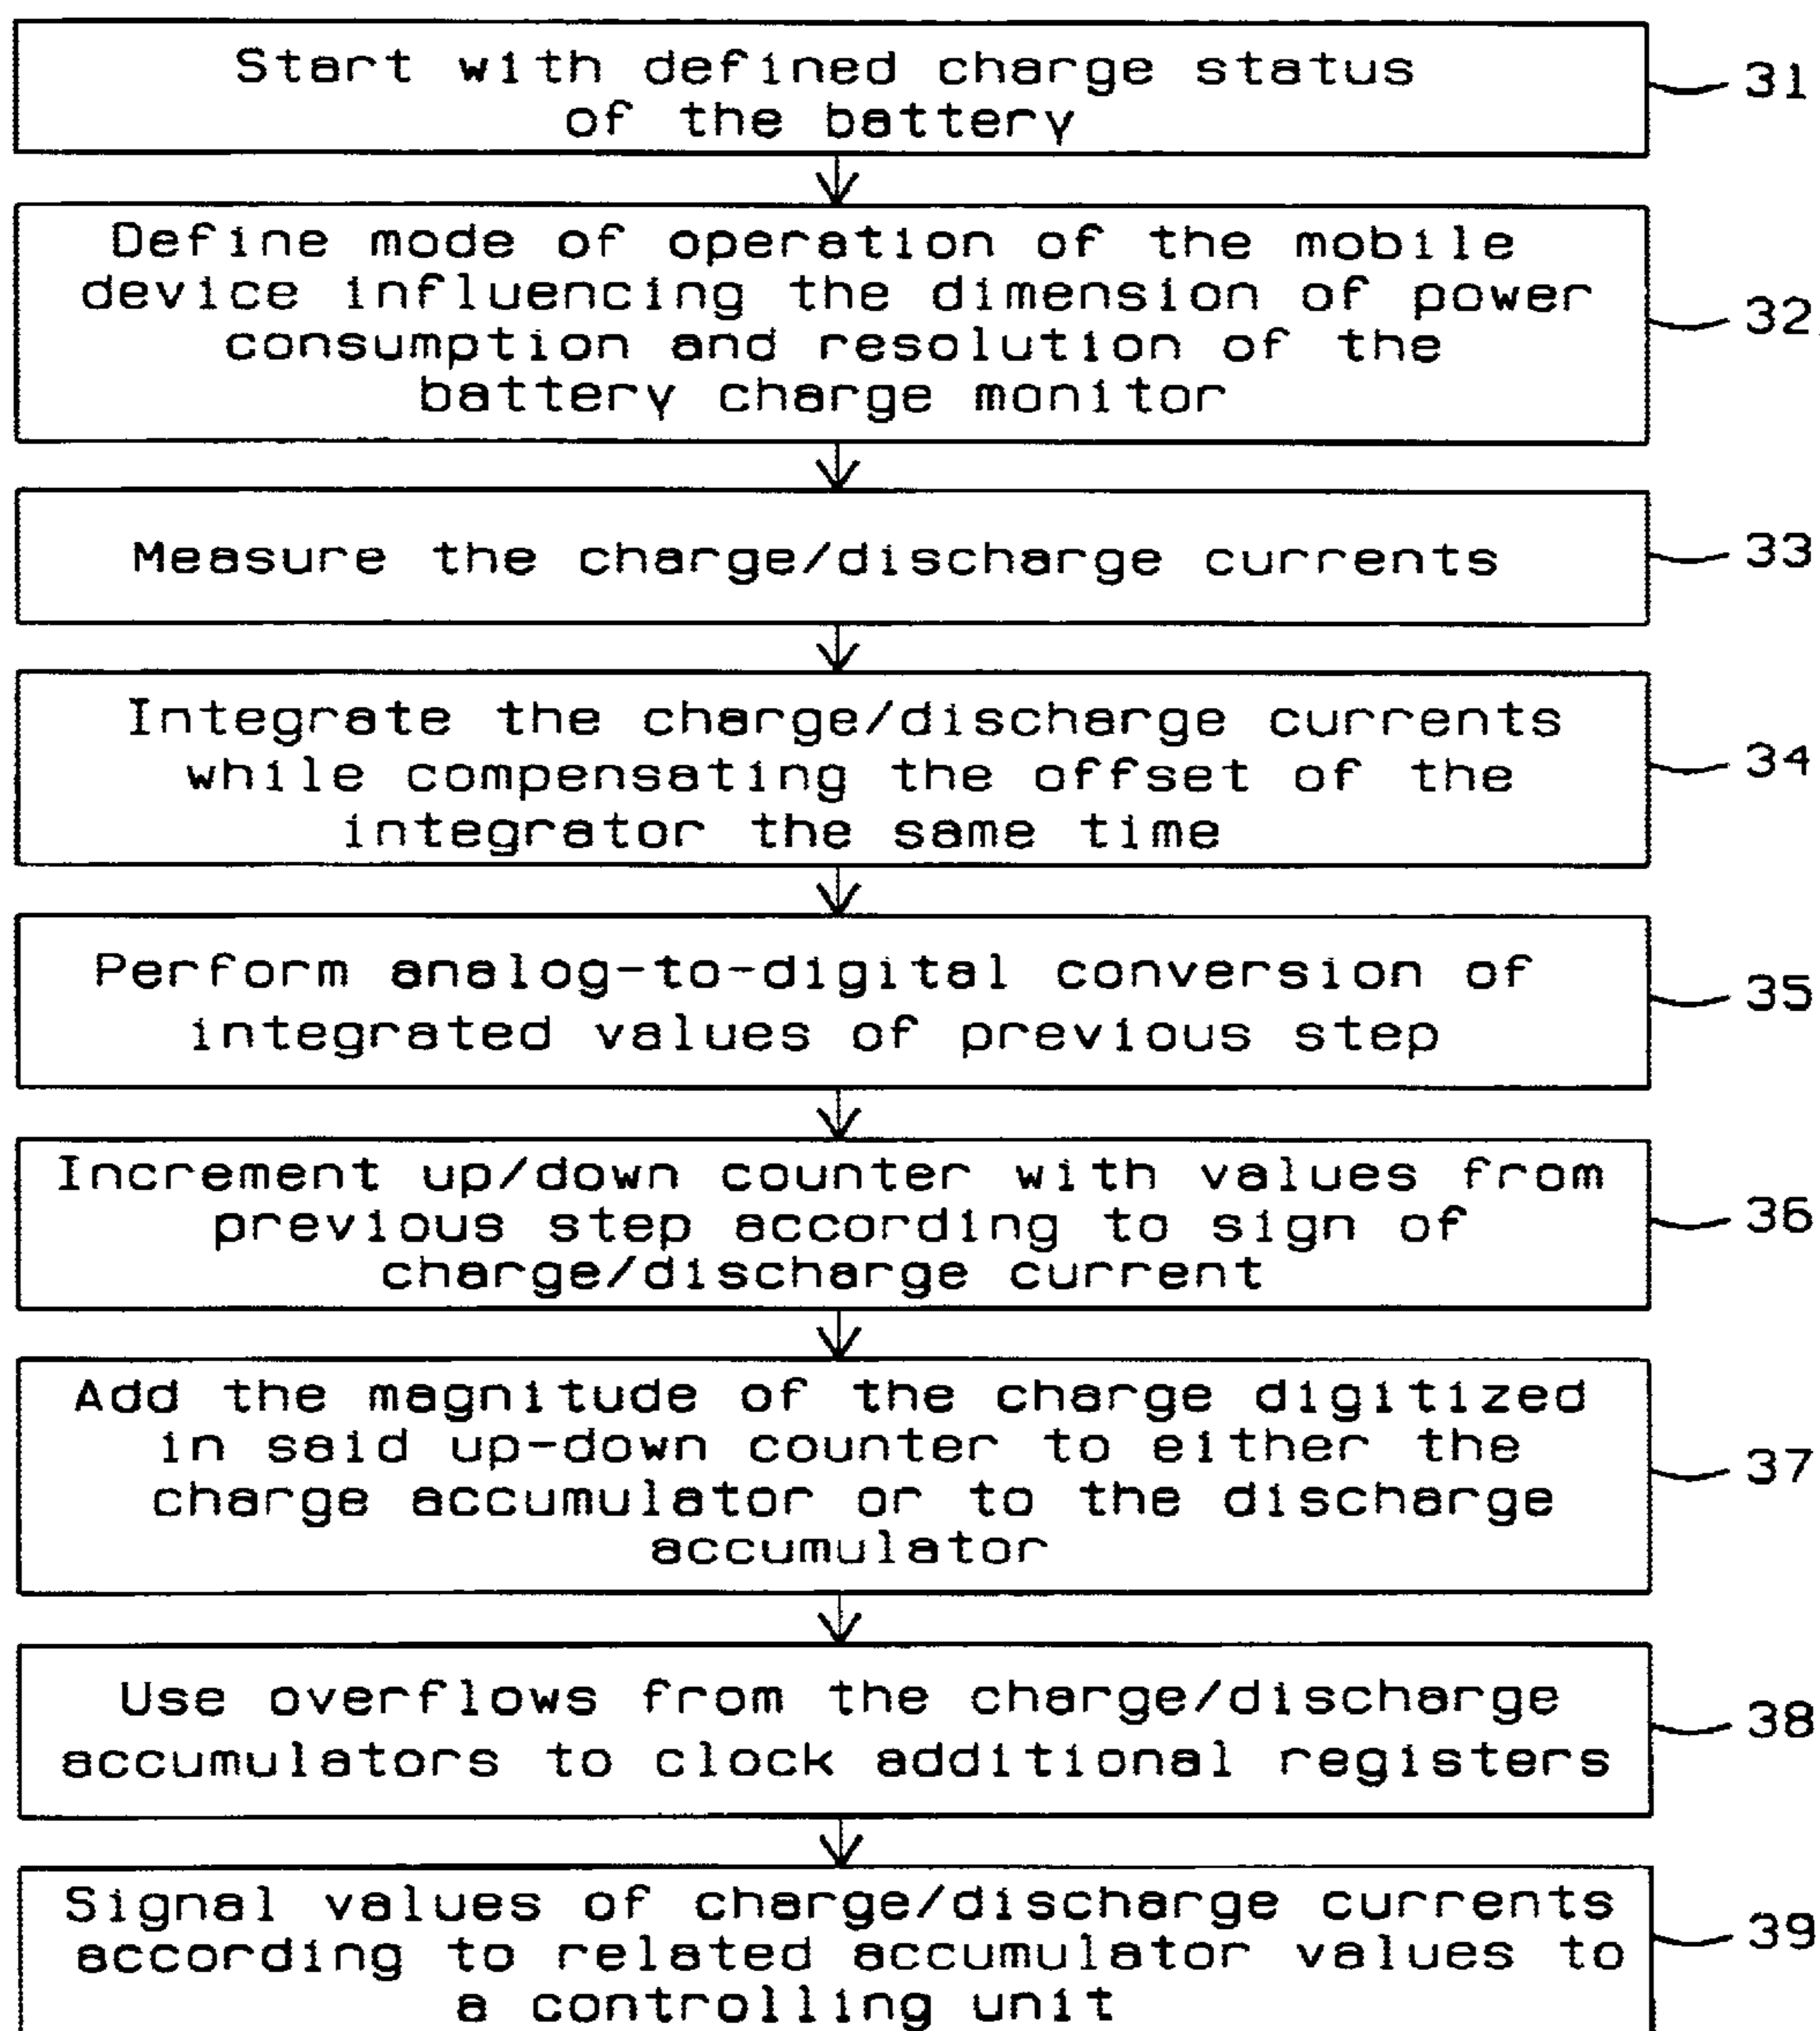 Start with defined charge status
of the battery
31
Define mode of operation of the mobile
device influencing the dimension of power
consumption and resolution of the
battery charge monitor
32
Measure the charge/discharge currents
33
Integrate the charge/discharge currents
while compensating the offset of the
integrator the same time
34
Perform analog-to-digital conversion of
integrated values of previous step
35
Increment up/down counter with values from
previous step according to sign of
charge/discharge current
36
Add the magnitude of the charge digitized
in said up-down counter to either the
charge accumulator or to the discharge
accumulator
37
Use overflows from the charge/discharge
accumulators to clock additional registers
38
Signal values of charge/discharge currents
according to related accumulator values to
a controlling unit
39